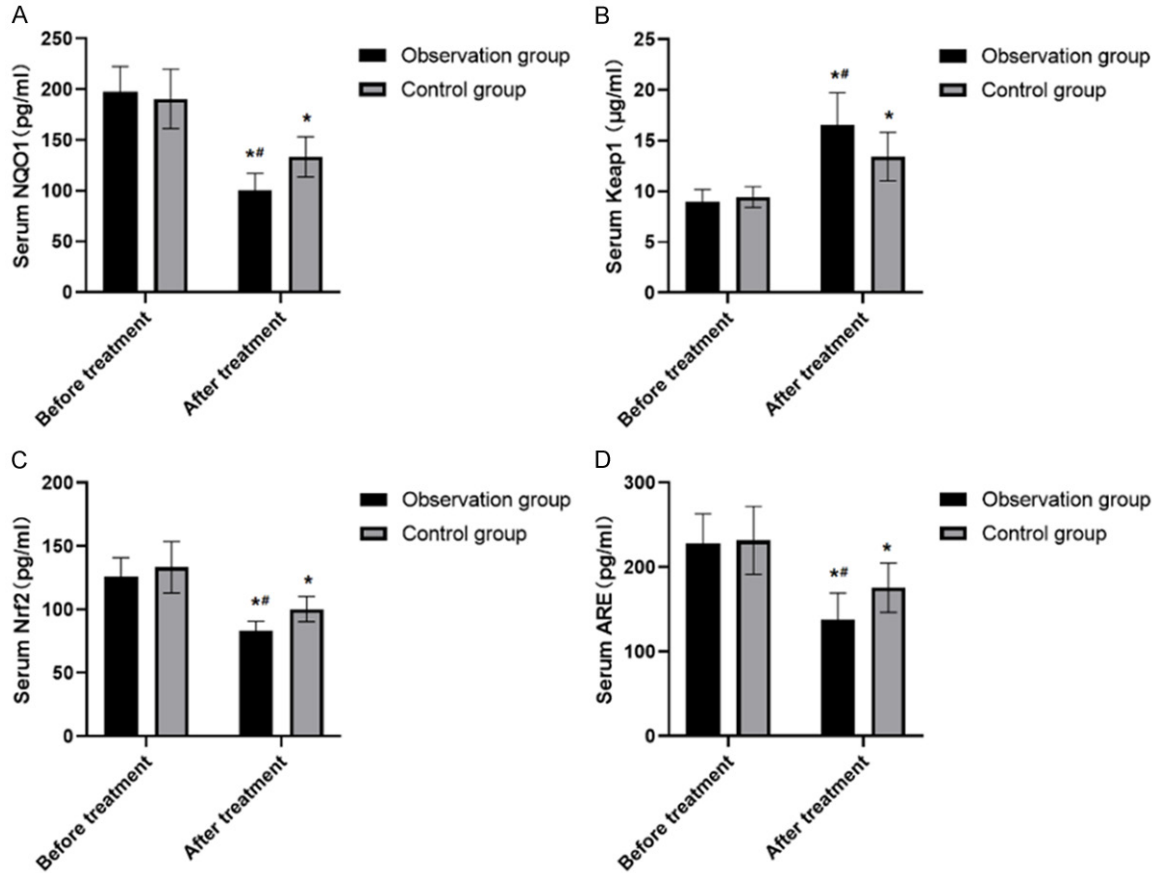 A
Serum NQO1 (pg/ml)
250
200
150
100
50
0
*#
*
Before treatment
After treatment
Observation group
Control group
B
Serum Keap1 (μg/ml)
25
20
15
10
5
0
*#
*
Before treatment
After treatment
Observation group
Control group
C
Serum Nrf2 (pg/ml)
200
150
100
50
0
*#
*
Before treatment
After treatment
Observation group
Control group
D
Serum ARE (pg/ml)
300
200
100
0
*#
*
Before treatment
After treatment
Observation group
Control group